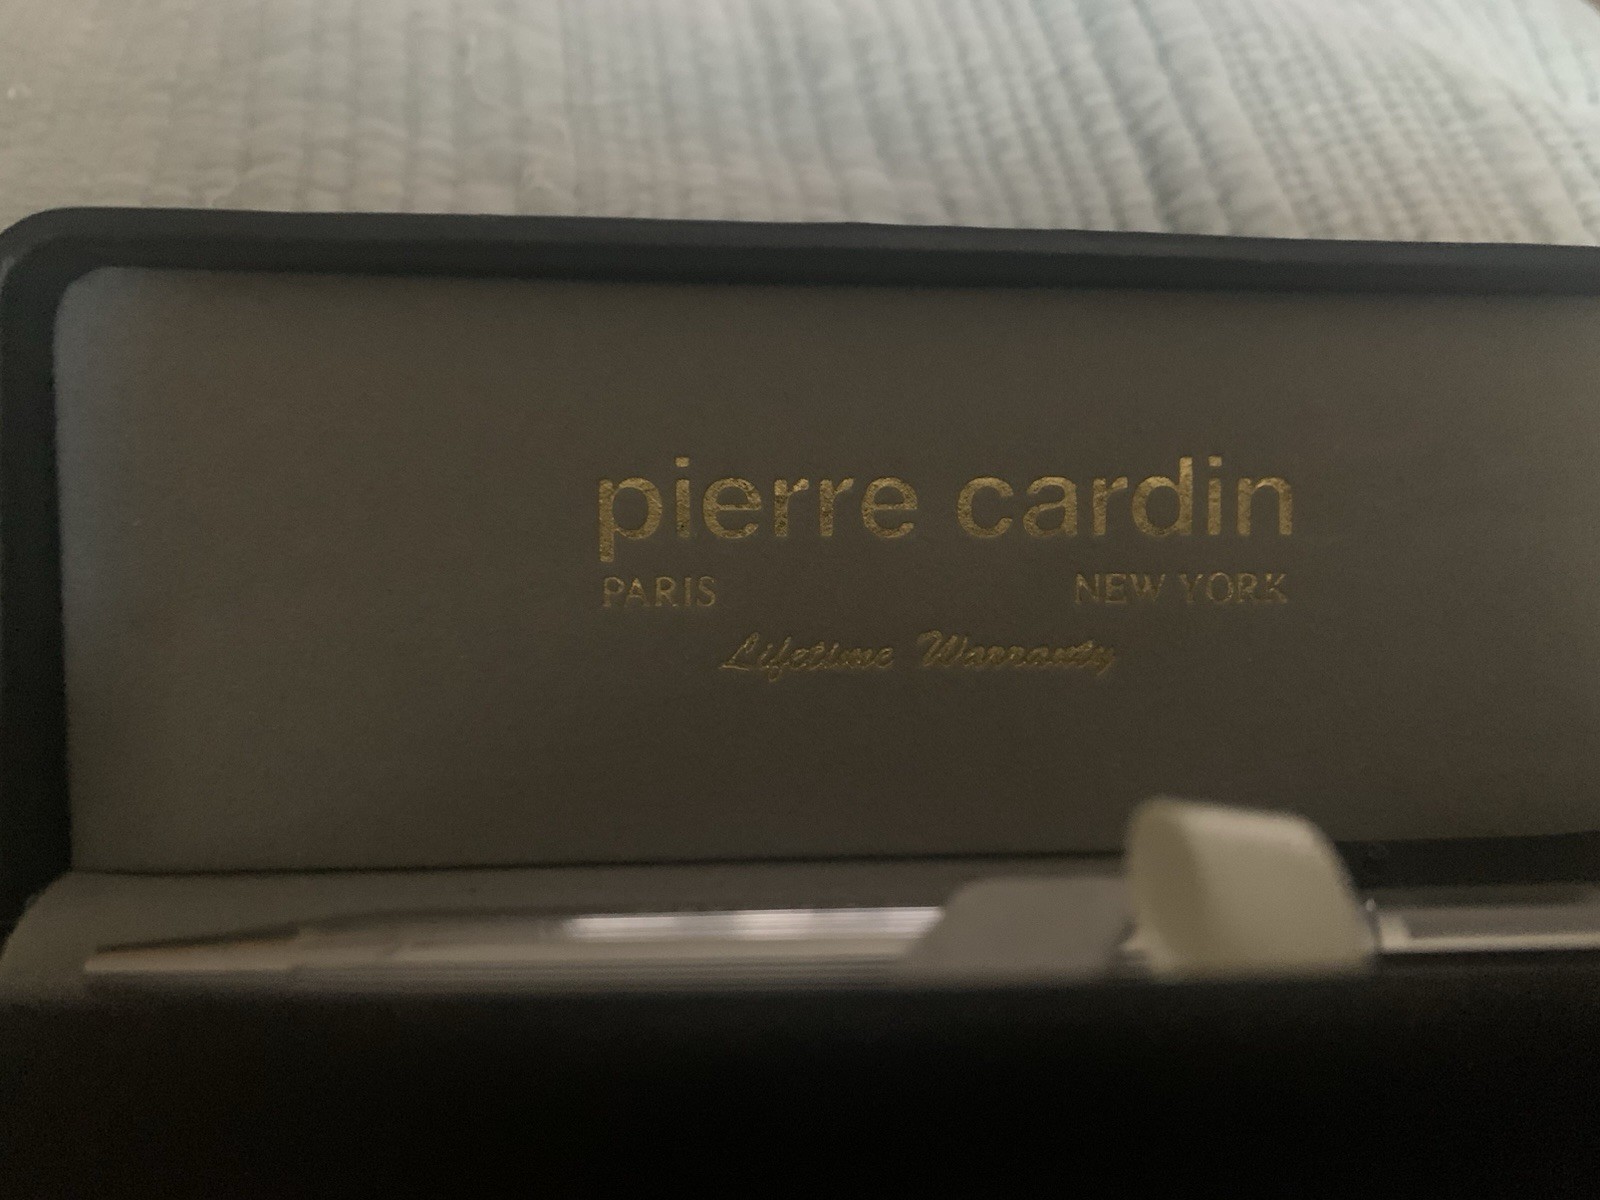 pierre cardin
PARIS NEW YORK
Lifetime Warranty